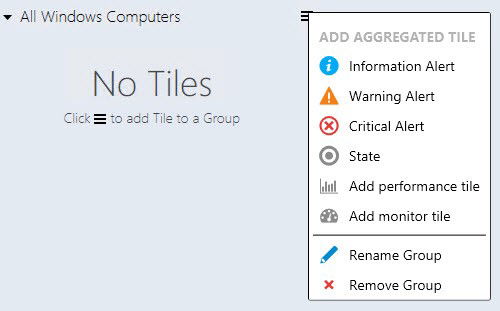 All Windows Computers
No Tiles
Click to add Tile to a Group
ADD AGGREGATED TILE
Information Alert
Warning Alert
Critical Alert
State
Add performance tile
Add monitor tile
Rename Group
Remove Group